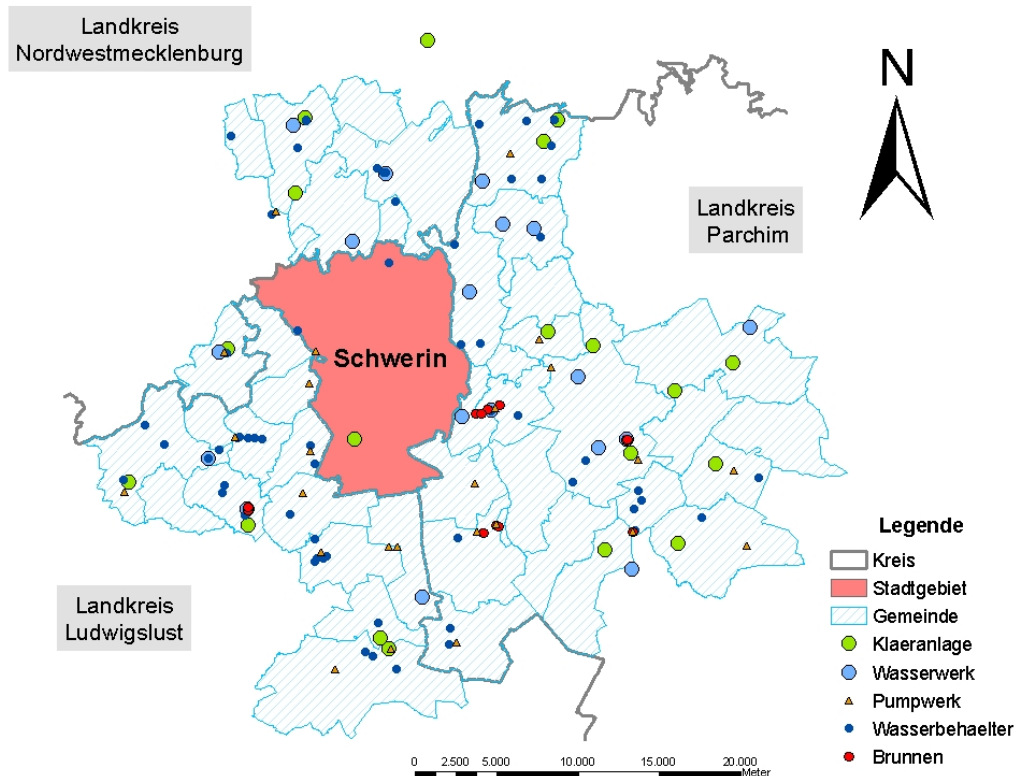 Landkreis
Nordwestmecklenburg
N
Landkreis
Parchim
Schwerin
Landkreis
Ludwigslust
Legende
Kreis
Stadtgebiet
Gemeinde
Klaeranlage
Wasserwerk
Pumpwerk
Wasserbehaelter
Brunnen
0 2.500 5.000 10.000 15.000 20.000
Meter